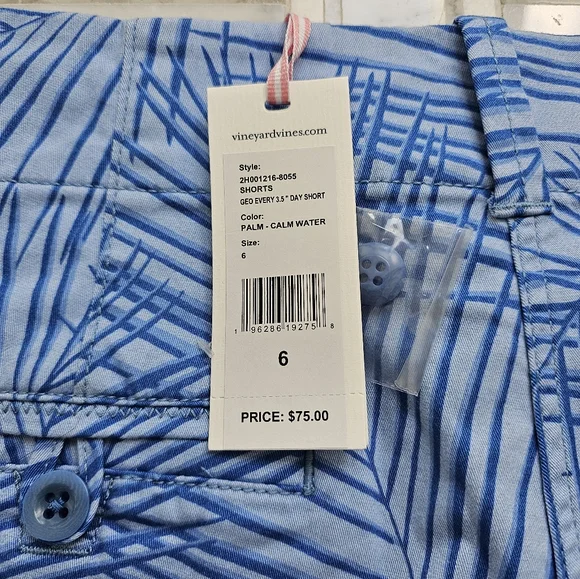 vineyardvines.com
Style:
2H001216-8055
SHORTS
GEO EVERY 3.5" DAY SHORT
Color:
PALM - CALM WATER
Size:
6
1 96286 19275 8
6
PRICE: $75.00